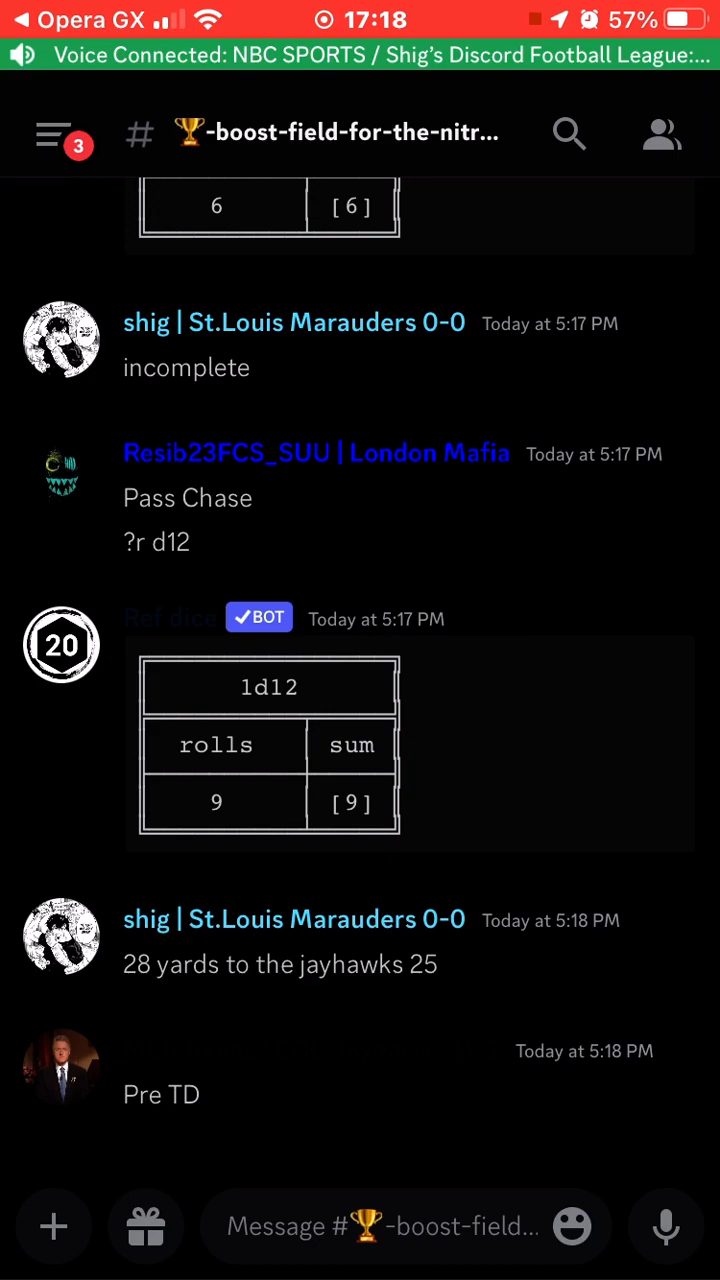 ◀ Opera GX 17:18 57%
Voice Connected: NBC SPORTS / Shig's Discord Football League:...
3 # 🏆-boost-field-for-the-nitr...
6 [6]
shig | St.Louis Marauders 0-0 Today at 5:17 PM
incomplete
Resib23FCS_SUU | London Mafia Today at 5:17 PM
Pass Chase
?r d12
20 Ref dice ✓BOT Today at 5:17 PM
1d12
rolls sum
9 [9]
shig | St.Louis Marauders 0-0 Today at 5:18 PM
28 yards to the jayhawks 25
Today at 5:18 PM
Pre TD
Message #🏆-boost-field...